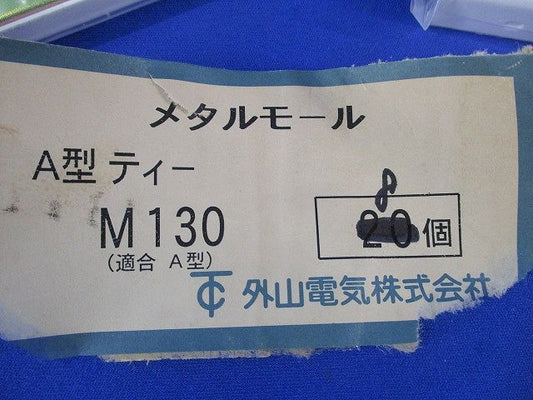 メタルモール
A型 ティー
8
M130
20個
(適合 A型)
外山電気株式会社